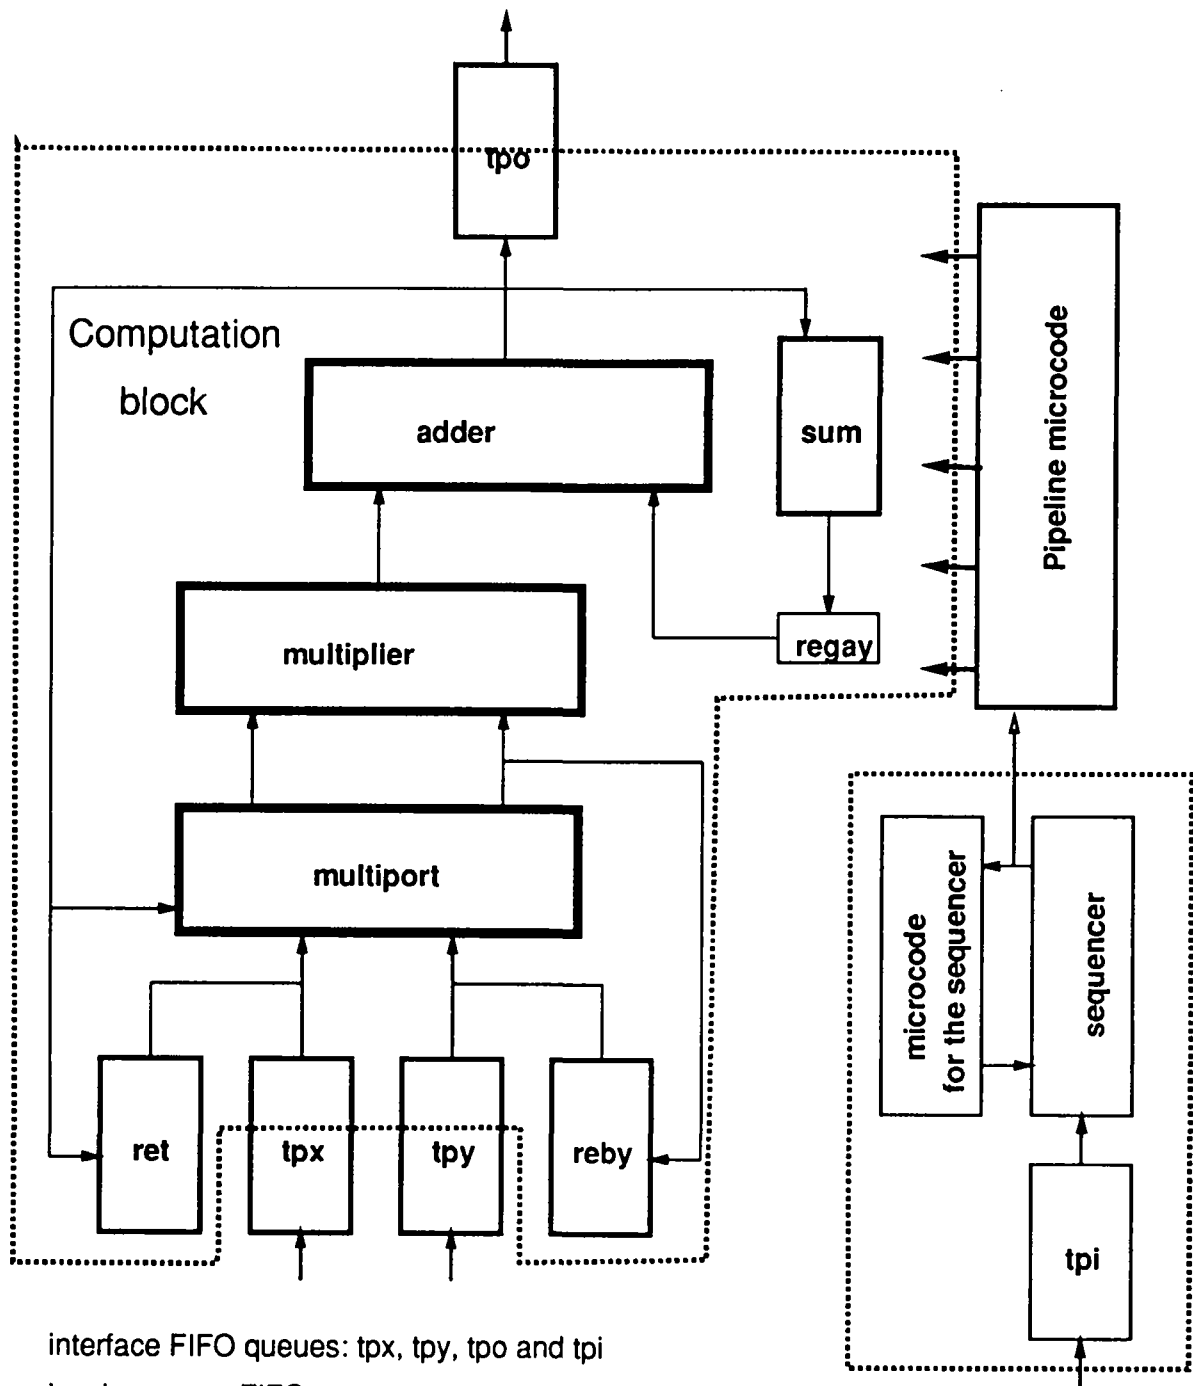 tpo
Computation
block
adder
sum
regay
multiplier
multiport
ret
tpx
tpy
reby
Pipeline microcode
microcode
for the sequencer
sequencer
tpi
interface FIFO queues: tpx, tpy, tpo and tpi